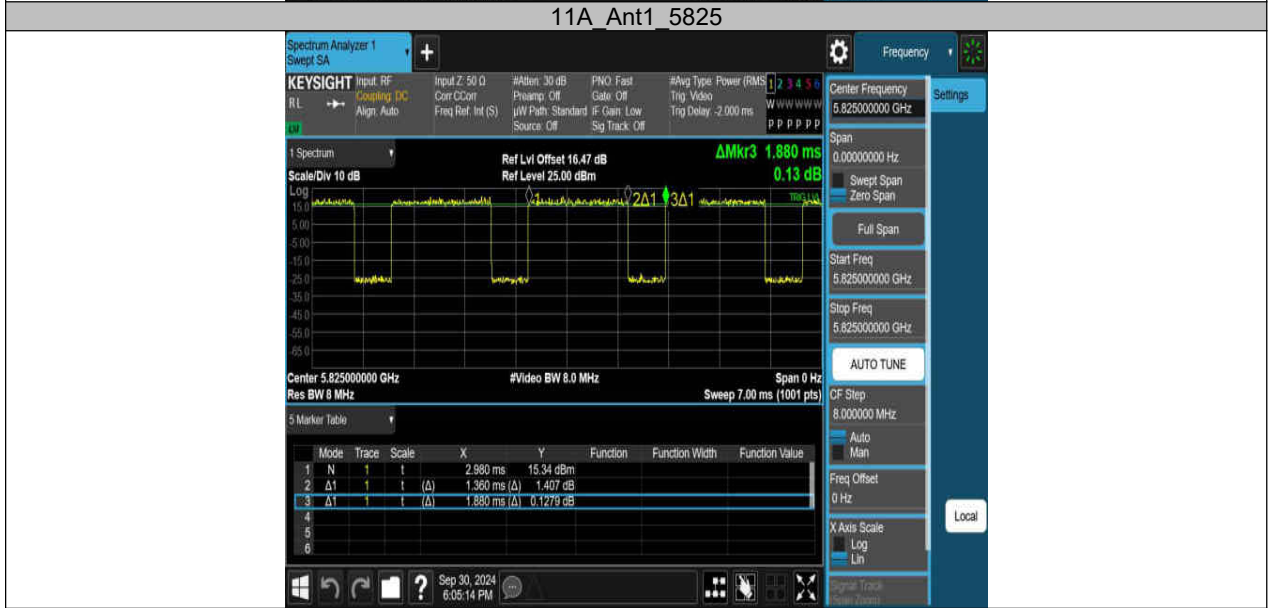 11A_Ant1_5825
Spectrum Analyzer 1
Swept SA
+
Frequency
KEYSIGHT
RL
Input: RF
Coupling: DC
Align: Auto
Input Z: 50 Ω
Corr CCorr
Freq Ref: Int (S)
#Atten: 30 dB
Preamp: Off
µW Path: Standard
Source: Off
PNO: Fast
Gate: Off
IF Gain: Low
Sig Track: Off
#Avg Type: Power (RMS
Trig: Video
Trig Delay: -2.000 ms
1 2 3 4 5 6
W W W W W W
P P P P P P
Center Frequency
5.825000000 GHz
Settings
Span
0.00000000 Hz
Swept Span
Zero Span
Full Span
Start Freq
5.825000000 GHz
Stop Freq
5.825000000 GHz
AUTO TUNE
CF Step
8.000000 MHz
Auto
Man
Freq Offset
0 Hz
X Axis Scale
Log
Lin
Signal Track
(Span Zoom)
Local
1 Spectrum
Scale/Div 10 dB
Ref Lvl Offset 16.47 dB
Ref Level 25.00 dBm
ΔMkr3 1.880 ms
0.13 dB
Log
15.0
5.00
-5.00
-15.0
-25.0
-35.0
-45.0
-55.0
-65.0
1
2Δ1
3Δ1
TRIG LVL
Center 5.825000000 GHz
#Video BW 8.0 MHz
Span 0 Hz
Res BW 8 MHz
Sweep 7.00 ms (1001 pts)
5 Marker Table
Mode Trace Scale X Y Function Function Width Function Value
1 N 1 t 2.980 ms 15.34 dBm
2 Δ1 1 t (Δ) 1.360 ms (Δ) 1.407 dB
3 Δ1 1 t (Δ) 1.880 ms (Δ) 0.1279 dB
4
5
6
?
Sep 30, 2024
6:05:14 PM